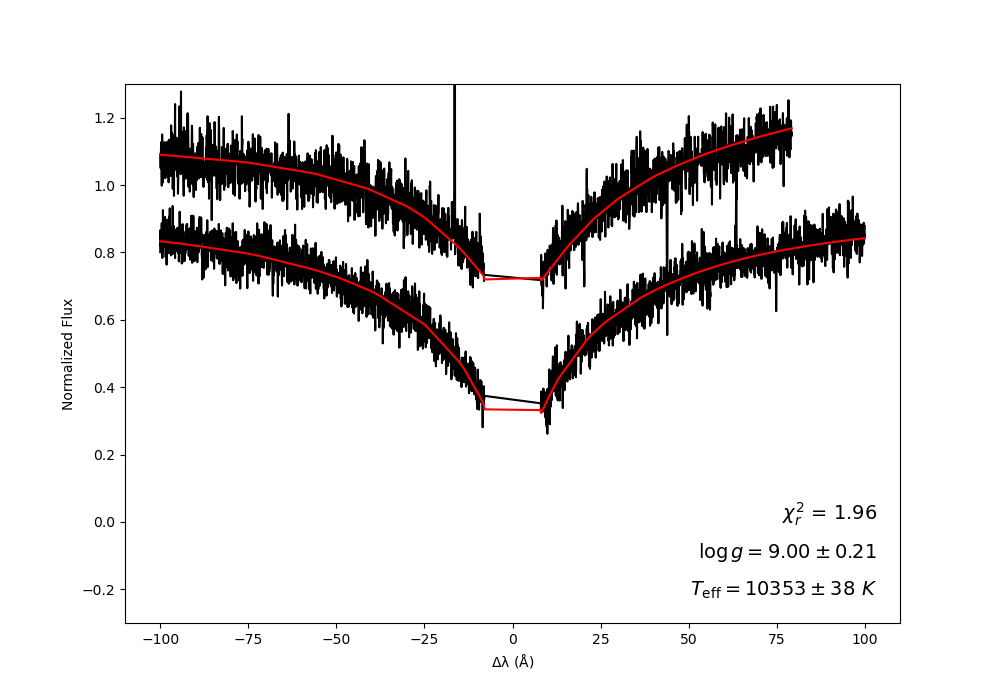 1.2
1.0
0.8
0.6
0.4
0.2
0.0
−0.2
Normalized Flux
χ²ᵣ = 1.96
log g = 9.00 ± 0.21
T_eff = 10353 ± 38 K
−100 −75 −50 −25 0 25 50 75 100
Δλ (Å)